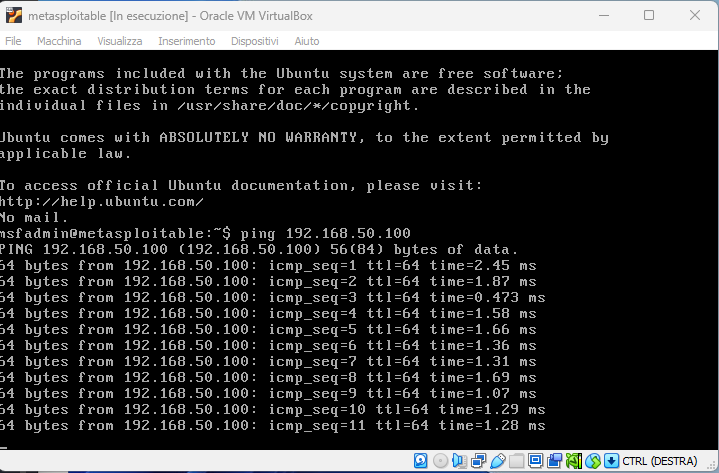 metasploitable [In esecuzione] - Oracle VM VirtualBox
File Macchina Visualizza Inserimento Dispositivi Aiuto
The programs included with the Ubuntu system are free software;
the exact distribution terms for each program are described in the
individual files in /usr/share/doc/*/copyright.
Ubuntu comes with ABSOLUTELY NO WARRANTY, to the extent permitted by
applicable law.
To access official Ubuntu documentation, please visit:
http://help.ubuntu.com/
No mail.
msfadmin@metasploitable:~$ ping 192.168.50.100
PING 192.168.50.100 (192.168.50.100) 56(84) bytes of data.
64 bytes from 192.168.50.100: icmp_seq=1 ttl=64 time=2.45 ms
64 bytes from 192.168.50.100: icmp_seq=2 ttl=64 time=1.87 ms
64 bytes from 192.168.50.100: icmp_seq=3 ttl=64 time=0.473 ms
64 bytes from 192.168.50.100: icmp_seq=4 ttl=64 time=1.58 ms
64 bytes from 192.168.50.100: icmp_seq=5 ttl=64 time=1.66 ms
64 bytes from 192.168.50.100: icmp_seq=6 ttl=64 time=1.36 ms
64 bytes from 192.168.50.100: icmp_seq=7 ttl=64 time=1.31 ms
64 bytes from 192.168.50.100: icmp_seq=8 ttl=64 time=1.69 ms
64 bytes from 192.168.50.100: icmp_seq=9 ttl=64 time=1.07 ms
64 bytes from 192.168.50.100: icmp_seq=10 ttl=64 time=1.29 ms
64 bytes from 192.168.50.100: icmp_seq=11 ttl=64 time=1.28 ms
CTRL (DESTRA)